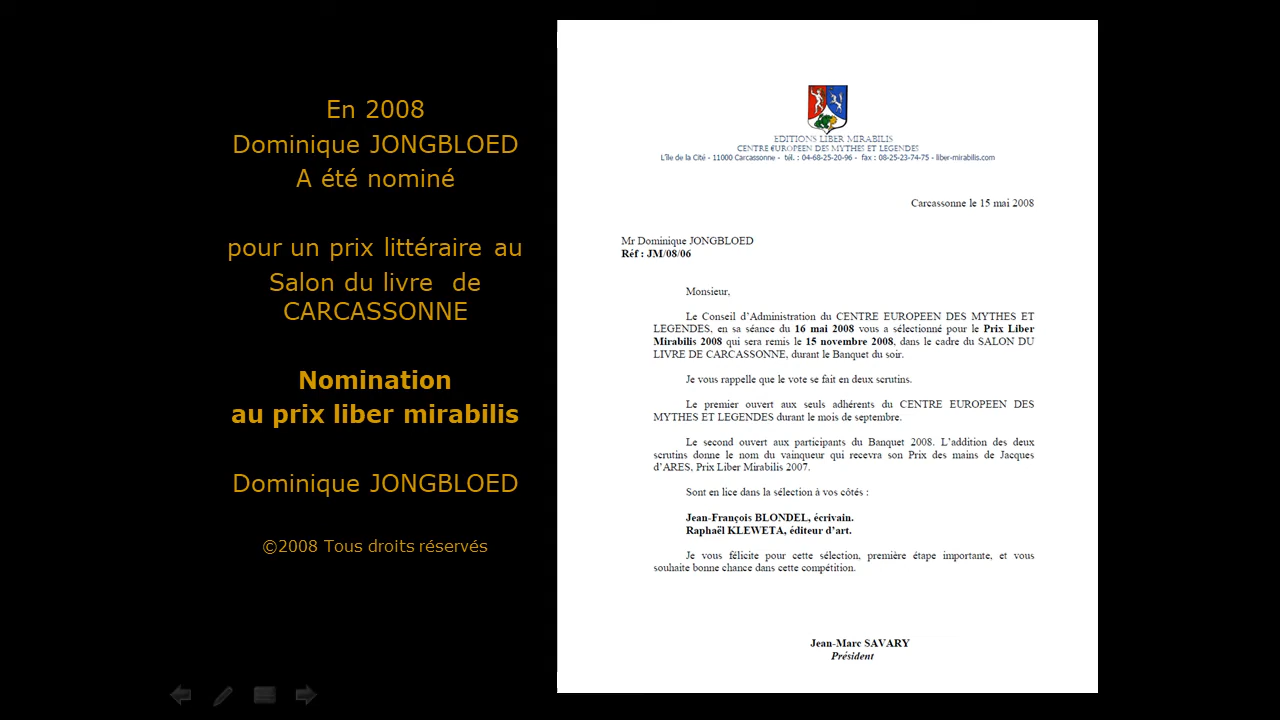 En 2008
Dominique JONGBLOED
A été nominé
pour un prix littéraire au
Salon du livre de
CARCASSONNE
Nomination
au prix liber mirabilis
Dominique JONGBLOED
©2008 Tous droits réservés
EDITIONS LIBER MIRABILIS
CENTRE EUROPEEN DES MYTHES ET LEGENDES
L'île de la Cité - 11000 Carcassonne - tél. : 04-68-25-20-96 - fax : 08-25-23-74-75 - liber-mirabilis.com
Carcassonne le 15 mai 2008
Mr Dominique JONGBLOED
Réf : JM/08/06
Monsieur,
Le Conseil d'Administration du CENTRE EUROPEEN DES MYTHES ET
LEGENDES, en sa séance du 16 mai 2008 vous a sélectionné pour le Prix Liber
Mirabilis 2008 qui sera remis le 15 novembre 2008, dans le cadre du SALON DU
LIVRE DE CARCASSONNE, durant le Banquet du soir.
Je vous rappelle que le vote se fait en deux scrutins.
Le premier ouvert aux seuls adhérents du CENTRE EUROPEEN DES
MYTHES ET LEGENDES durant le mois de septembre.
Le second ouvert aux participants du Banquet 2008. L'addition des deux
scrutins donne le nom du vainqueur qui recevra son Prix des mains de Jacques
d'ARES, Prix Liber Mirabilis 2007.
Sont en lice dans la sélection à vos côtés :
Jean-François BLONDEL, écrivain.
Raphaël KLEWETA, éditeur d'art.
Je vous félicite pour cette sélection, première étape importante, et vous
souhaite bonne chance dans cette compétition.
Jean-Marc SAVARY
Président